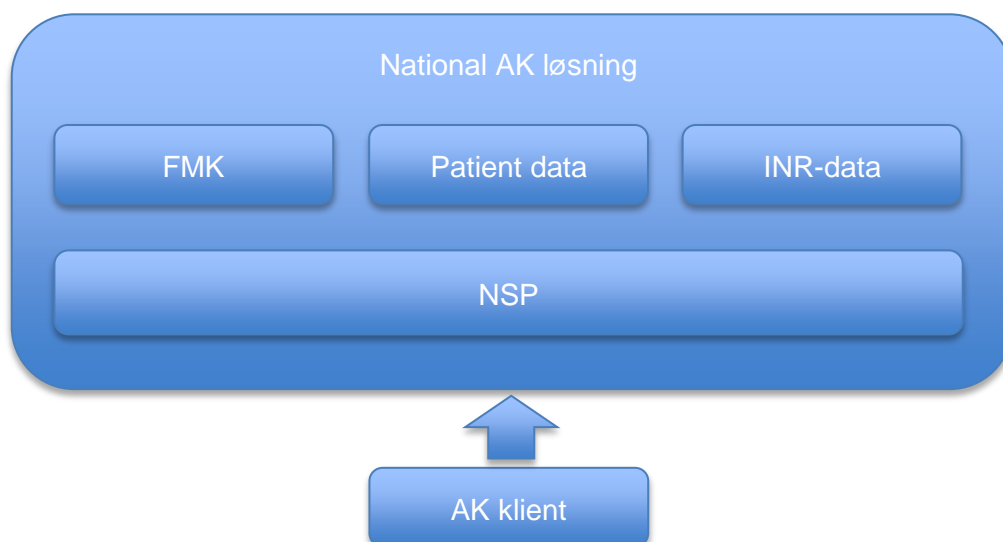 National AK løsning
FMK
Patient data
INR-data
NSP
AK klient